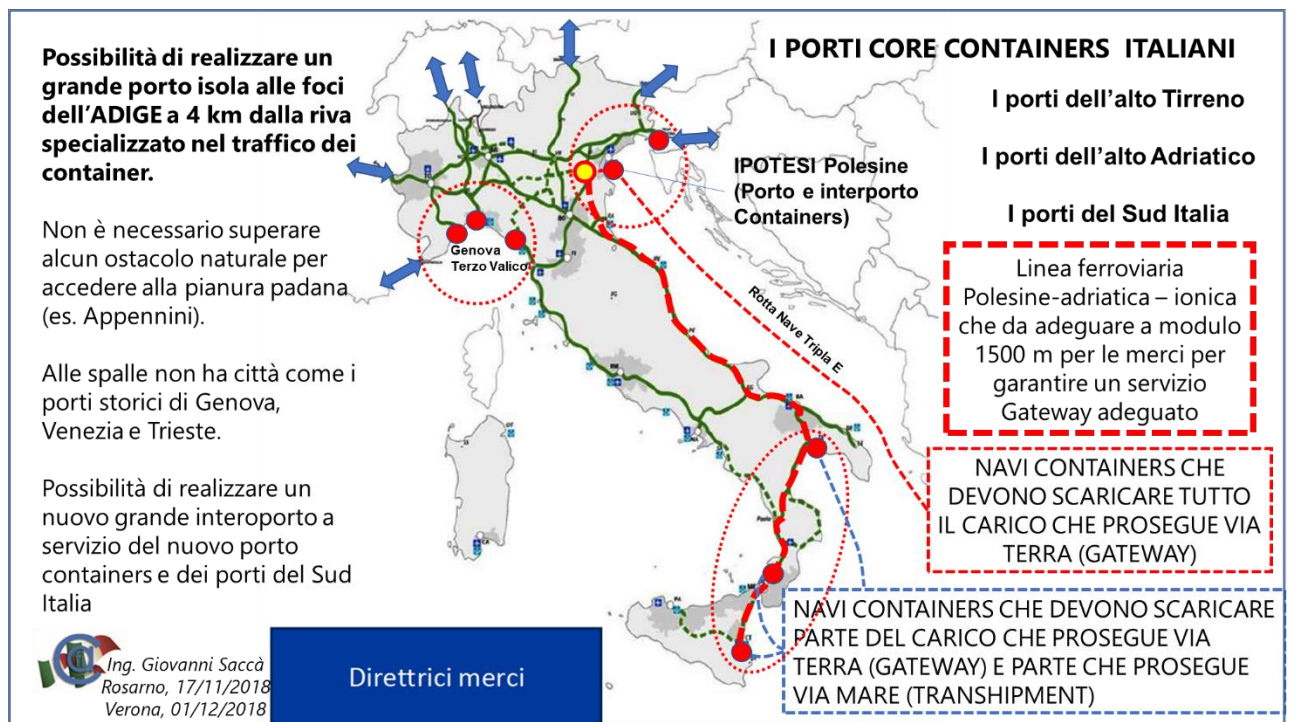 Possibilità di realizzare un
grande porto isola alle foci
dell'ADIGE a 4 km dalla riva
specializzato nel traffico dei
container.
Non è necessario superare
alcun ostacolo naturale per
accedere alla pianura padana
(es. Appennini).
Alle spalle non ha città come i
porti storici di Genova,
Venezia e Trieste.
Possibilità di realizzare un
nuovo grande interoporto a
servizio del nuovo porto
containers e dei porti del Sud
Italia
Ing. Giovanni Saccà
Rosarno, 17/11/2018
Verona, 01/12/2018
Direttrici merci
I PORTI CORE CONTAINERS ITALIANI
I porti dell'alto Tirreno
I porti dell'alto Adriatico
I porti del Sud Italia
IPOTESI Polesine
(Porto e interporto
Containers)
Genova
Terzo Valico
Rotta Nave Tripla E
Linea ferroviaria
Polesine-adriatica – ionica
che da adeguare a modulo
1500 m per le merci per
garantire un servizio
Gateway adeguato
NAVI CONTAINERS CHE
DEVONO SCARICARE TUTTO
IL CARICO CHE PROSEGUE VIA
TERRA (GATEWAY)
NAVI CONTAINERS CHE DEVONO SCARICARE
PARTE DEL CARICO CHE PROSEGUE VIA
TERRA (GATEWAY) E PARTE CHE PROSEGUE
VIA MARE (TRANSHIPMENT)
OT
CA
PA
ME
CT
NA
BA
Paola